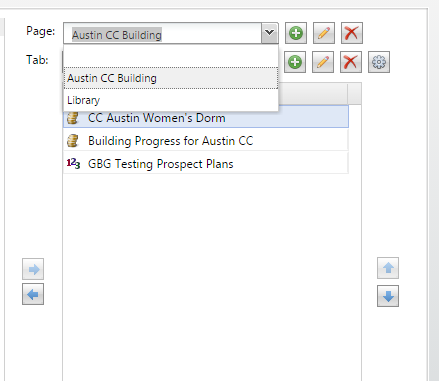 Page: Austin CC Building
Tab:
Austin CC Building
Library
CC Austin Women's Dorm
Building Progress for Austin CC
123 GBG Testing Prospect Plans